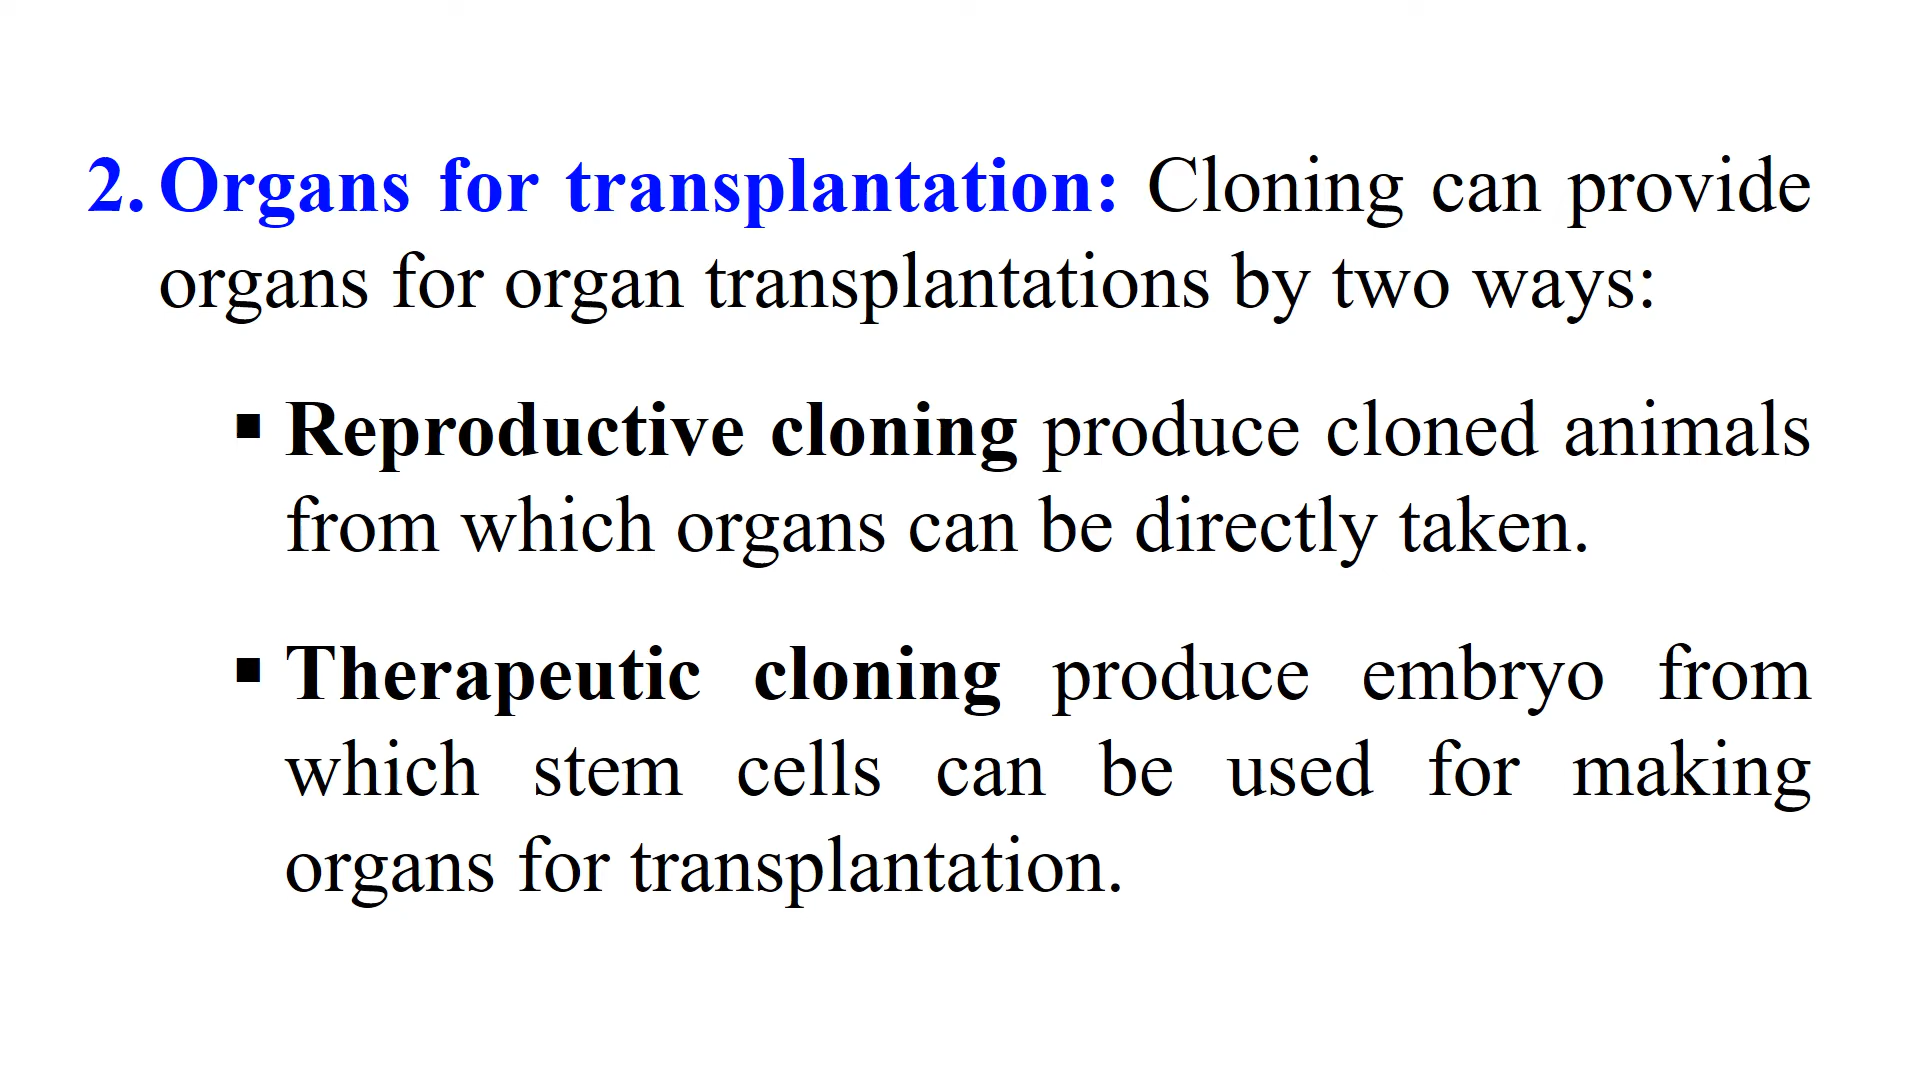 2. Organs for transplantation: Cloning can provide
organs for organ transplantations by two ways:
▪ Reproductive cloning produce cloned animals
from which organs can be directly taken.
▪ Therapeutic cloning produce embryo from
which stem cells can be used for making
organs for transplantation.